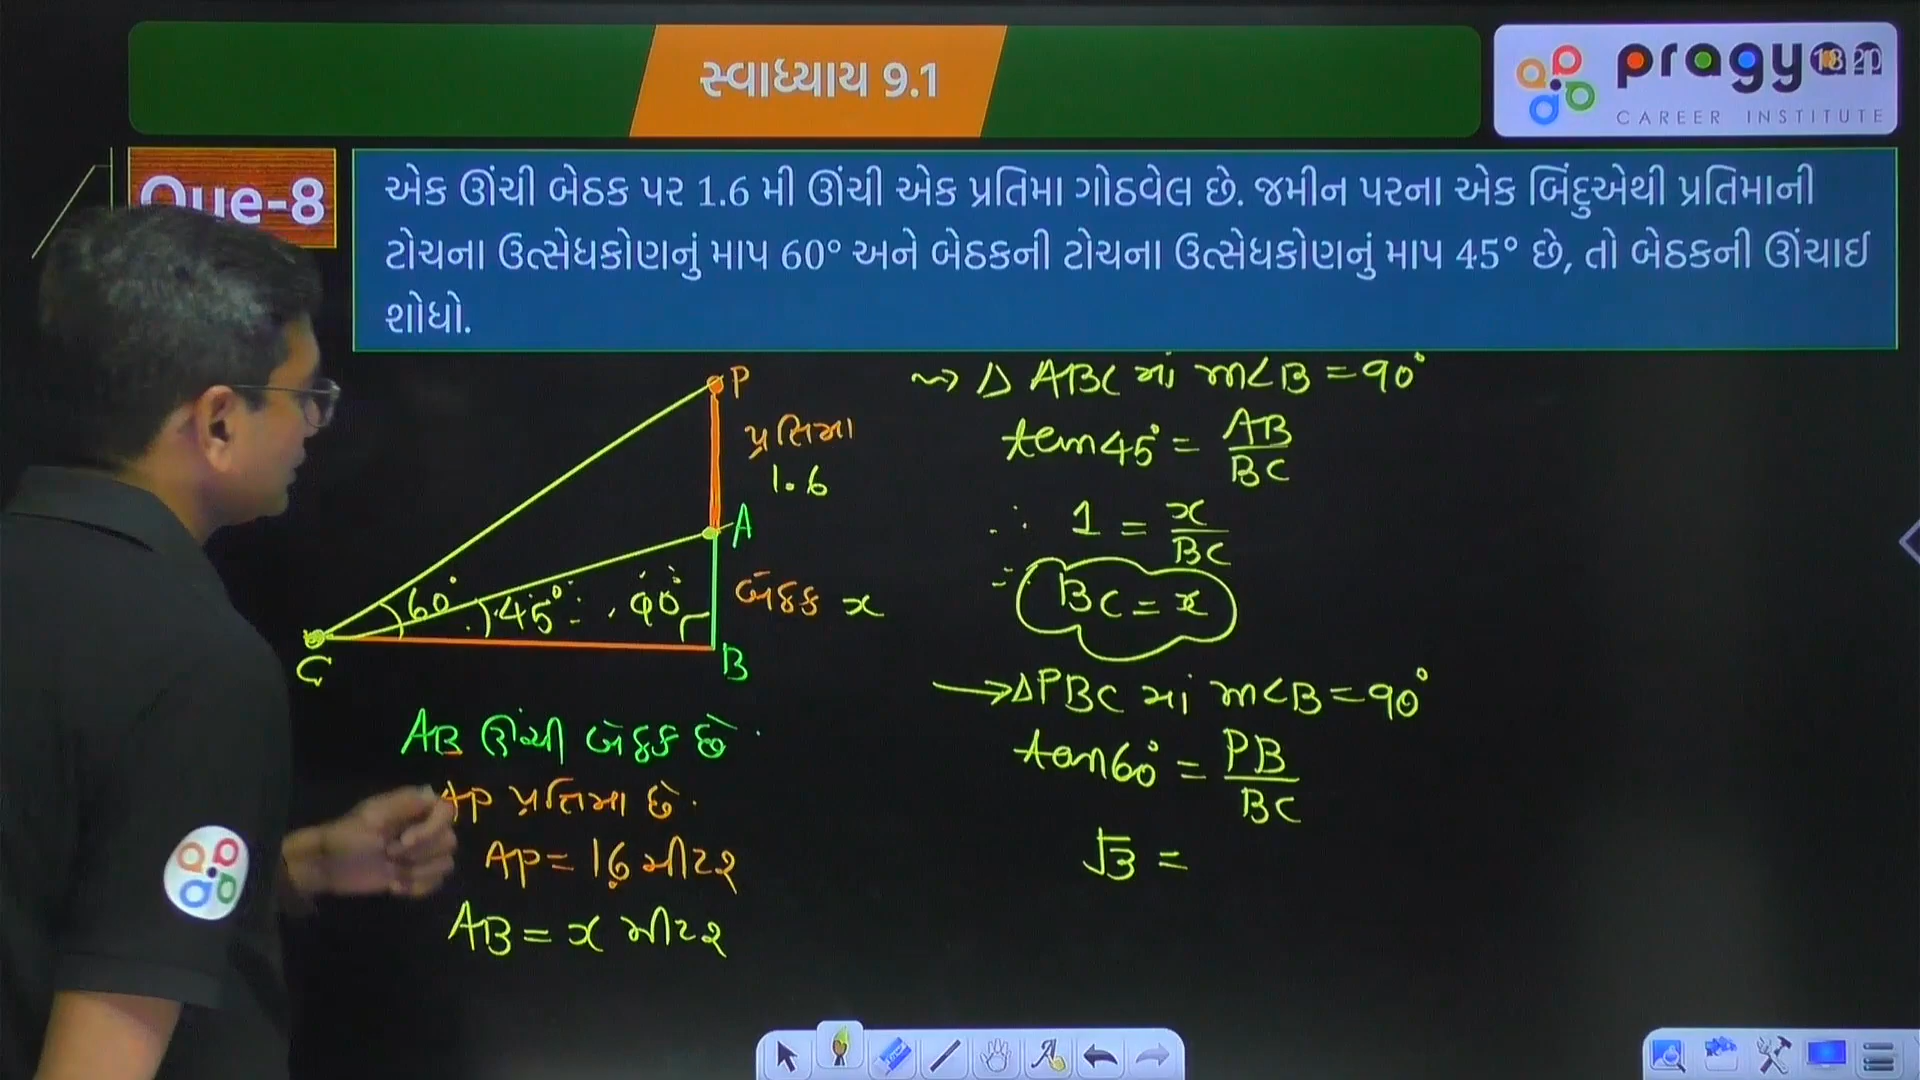 સ્વાધ્યાય 9.1
pragyan
CAREER INSTITUTE
18:20
Que-8
એક ઊંચી બેઠક પર 1.6 મી ઊંચી એક પ્રતિમા ગોઠવેલ છે. જમીન પરના એક બિંદુએથી પ્રતિમાની
ટોચના ઉત્સેધકોણનું માપ 60° અને બેઠકની ટોચના ઉત્સેધકોણનું માપ 45° છે, તો બેઠકની ઊંચાઈ
શોધો.
P
પ્રતિમા
1.6
A
બેઠક x
60° 45° 90°
C
B
AB ઊંચી બેઠક છે.
AP પ્રતિમા છે.
AP = 1.6 મીટર
AB = x મીટર
→ Δ ABC માં m∠B = 90°
tan45° = AB/BC
∴ 1 = x/BC
∴ BC = x
→ ΔPBC માં m∠B = 90°
tan60° = PB/BC
√3 =